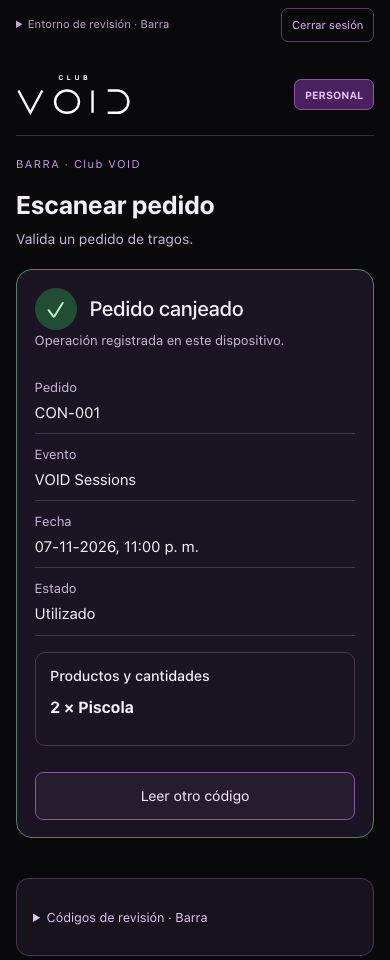 Entorno de revisión · Barra
Cerrar sesión
CLUB
VOID
PERSONAL
BARRA · Club VOID
Escanear pedido
Valida un pedido de tragos.
Pedido canjeado
Operación registrada en este dispositivo.
Pedido
CON-001
Evento
VOID Sessions
Fecha
07-11-2026, 11:00 p. m.
Estado
Utilizado
Productos y cantidades
2 × Piscola
Leer otro código
Códigos de revisión · Barra